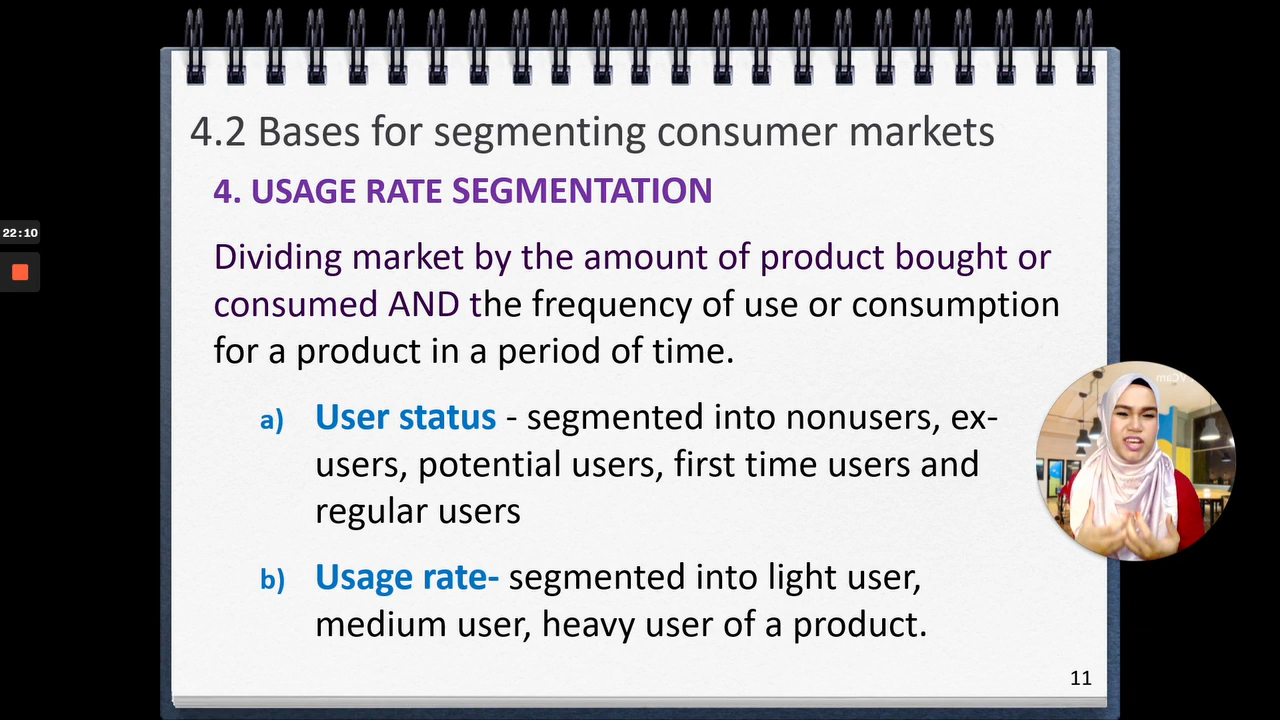 4.2 Bases for segmenting consumer markets
4. USAGE RATE SEGMENTATION
Dividing market by the amount of product bought or
consumed AND the frequency of use or consumption
for a product in a period of time.
a) User status - segmented into nonusers, ex-
users, potential users, first time users and
regular users
b) Usage rate- segmented into light user,
medium user, heavy user of a product.
11
22:10